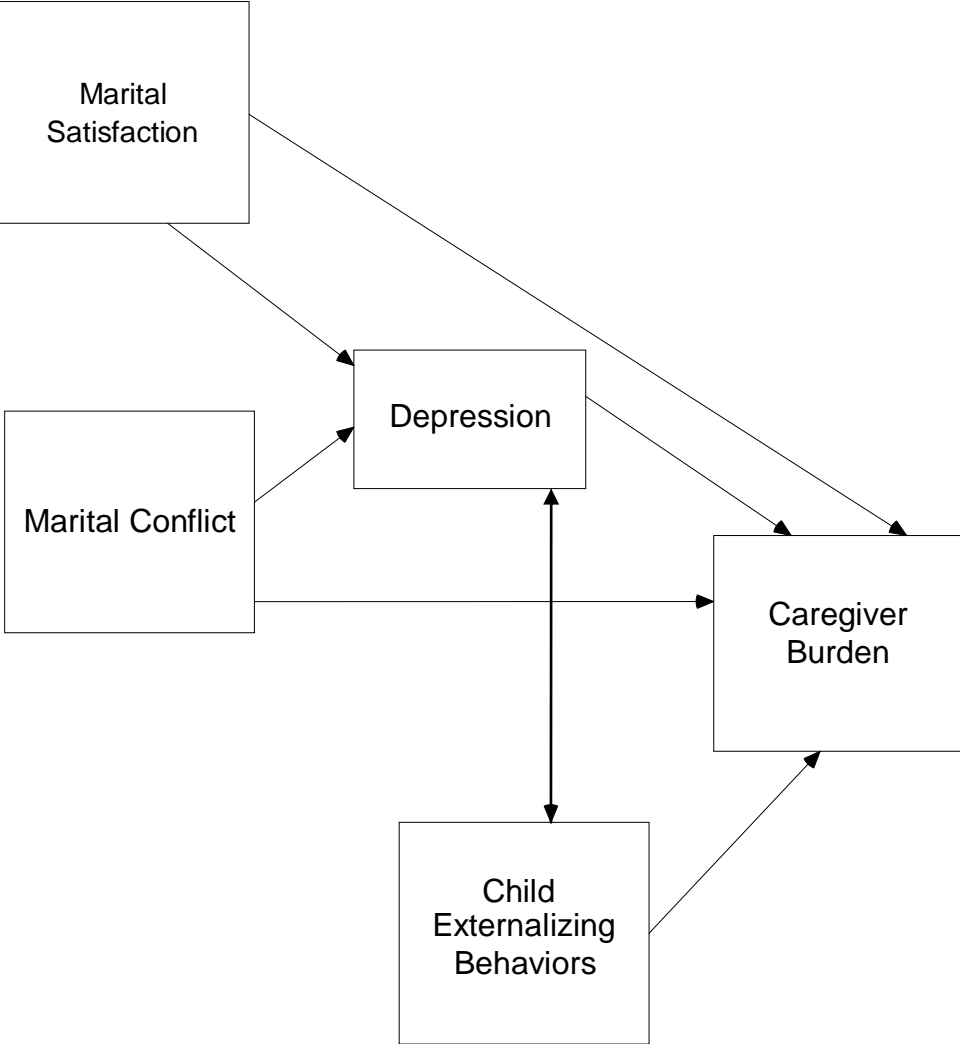 Marital
Satisfaction
Depression
Marital Conflict
Caregiver
Burden
Child
Externalizing
Behaviors